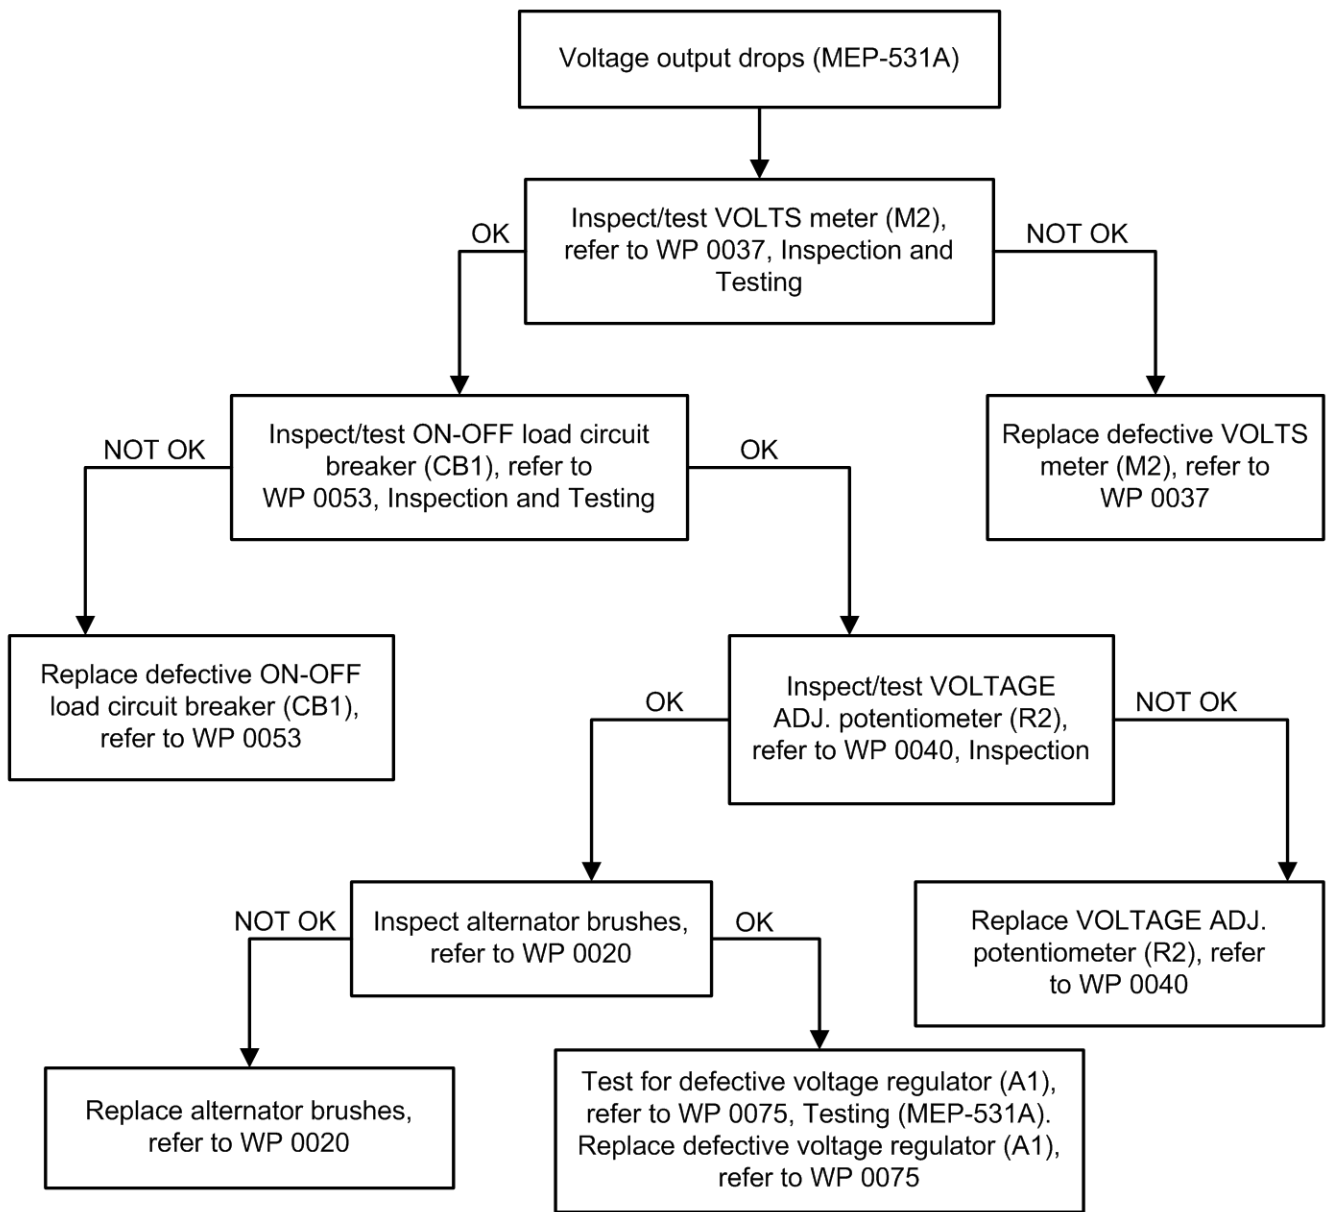 Voltage output drops (MEP-531A)
Inspect/test VOLTS meter (M2),
refer to WP 0037, Inspection and
Testing
OK
NOT OK
Inspect/test ON-OFF load circuit
breaker (CB1), refer to
WP 0053, Inspection and Testing
NOT OK
OK
Replace defective VOLTS
meter (M2), refer to
WP 0037
Replace defective ON-OFF
load circuit breaker (CB1),
refer to WP 0053
Inspect/test VOLTAGE
ADJ. potentiometer (R2),
refer to WP 0040, Inspection
OK
NOT OK
Inspect alternator brushes,
refer to WP 0020
NOT OK
OK
Replace VOLTAGE ADJ.
potentiometer (R2), refer
to WP 0040
Replace alternator brushes,
refer to WP 0020
Test for defective voltage regulator (A1),
refer to WP 0075, Testing (MEP-531A).
Replace defective voltage regulator (A1),
refer to WP 0075